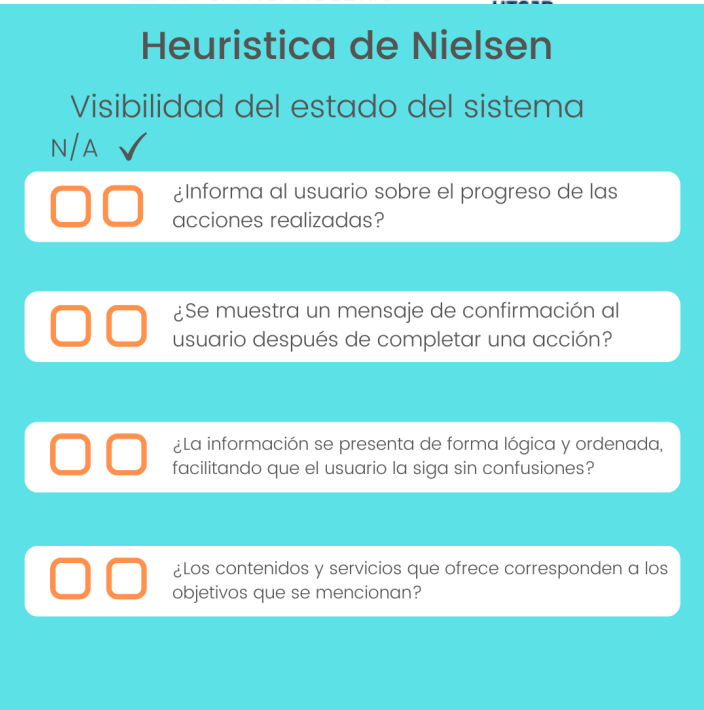 Heuristica de Nielsen
Visibilidad del estado del sistema
N/A ✓
¿Informa al usuario sobre el progreso de las
acciones realizadas?
¿Se muestra un mensaje de confirmación al
usuario después de completar una acción?
¿La información se presenta de forma lógica y ordenada,
facilitando que el usuario la siga sin confusiones?
¿Los contenidos y servicios que ofrece corresponden a los
objetivos que se mencionan?